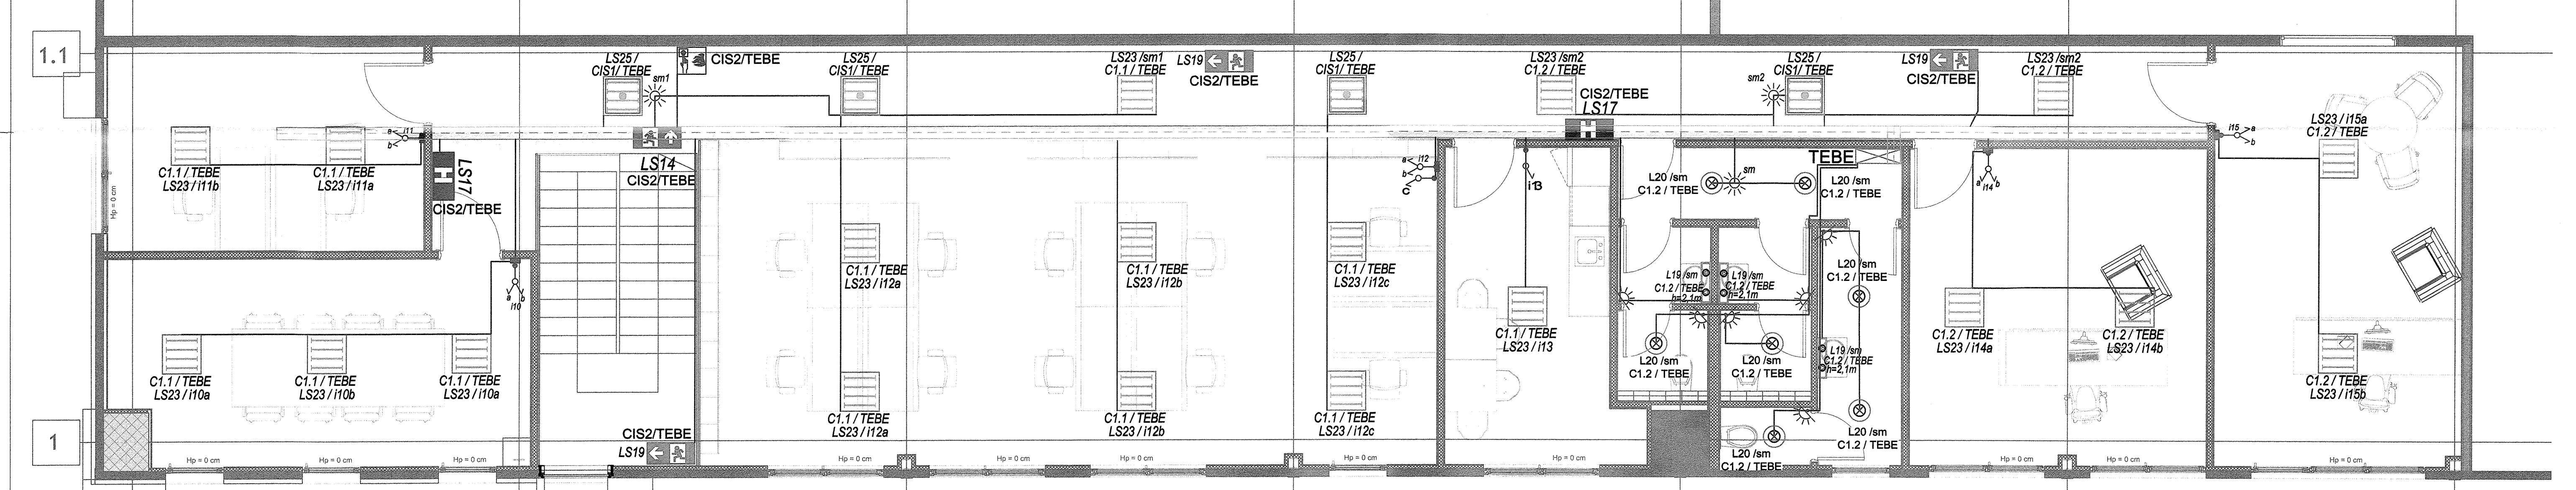 1.1
LS25 /
CIS1/ TEBE
sm1
CIS2/TEBE
LS25 /
CIS1/ TEBE
LS23 /sm1
C1.1 / TEBE
LS19
CIS2/TEBE
LS25 /
CIS1/ TEBE
LS23 /sm2
C1.2 / TEBE
CIS2/TEBE
LS17
sm2
LS25 /
CIS1/ TEBE
LS19
CIS2/TEBE
LS23 /sm2
C1.2 / TEBE
LS23 / i15a
C1.2 / TEBE
a
i11
b
C1.1 / TEBE
LS23 / i11b
C1.1 / TEBE
LS23 / i11a
Hp = 0 cm
LS17
CIS2/TEBE
LS14
CIS2/TEBE
a
i12
b
C
i13
TEBE
L20 /sm
C1.2 / TEBE
sm
L20 /sm
C1.2 / TEBE
a
b
i14
i15
a
b
a
b
i10
C1.1 / TEBE
LS23 / i12a
C1.1 / TEBE
LS23 / i12b
C1.1 / TEBE
LS23 / i12c
L19 /sm
C1.2 / TEBE
h=2,1m
L19 /sm
C1.2 / TEBE
h=2,1m
L20 /sm
C1.2 / TEBE
C1.1 / TEBE
LS23 / i13
C1.2 / TEBE
LS23 / i14a
C1.2 / TEBE
LS23 / i14b
C1.1 / TEBE
LS23 / i10a
C1.1 / TEBE
LS23 / i10b
C1.1 / TEBE
LS23 / i10a
L20 /sm
C1.2 / TEBE
L20 /sm
C1.2 / TEBE
L19 /sm
C1.2 / TEBE
h=2,1m
C1.2 / TEBE
LS23 / i15b
1
C1.1 / TEBE
LS23 / i12a
C1.1 / TEBE
LS23 / i12b
C1.1 / TEBE
LS23 / i12c
CIS2/TEBE
LS19
L20 /sm
C1.2 / TEBE
L20 /sm
C1.2 / TEBE
Hp = 0 cm
Hp = 0 cm
Hp = 0 cm
Hp = 0 cm
Hp = 0 cm
Hp = 0 cm
Hp = 0 cm
Hp = 0 cm
Hp = 0 cm
Hp = 0 cm
Hp = 0 cm